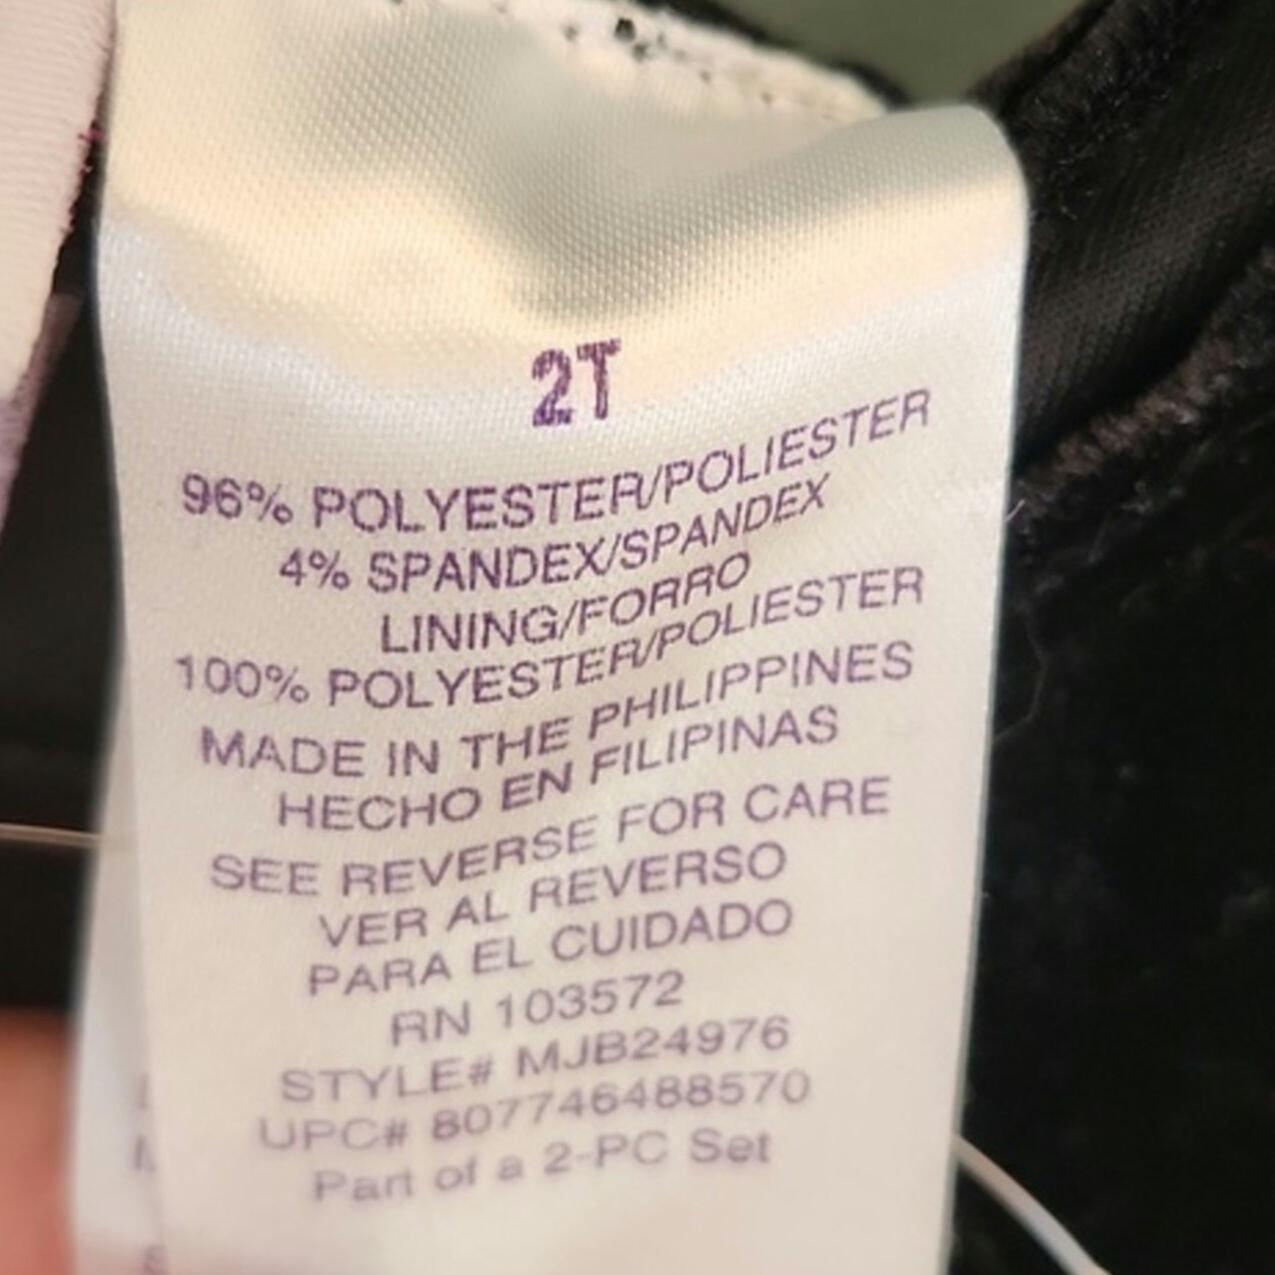 2T
96% POLYESTER/POLIESTER
4% SPANDEX/SPANDEX
LINING/FORRO
100% POLYESTER/POLIESTER
MADE IN THE PHILIPPINES
HECHO EN FILIPINAS
SEE REVERSE FOR CARE
VER AL REVERSO
PARA EL CUIDADO
RN 103572
STYLE# MJB24976
UPC# 807746488570
Part of a 2-PC Set